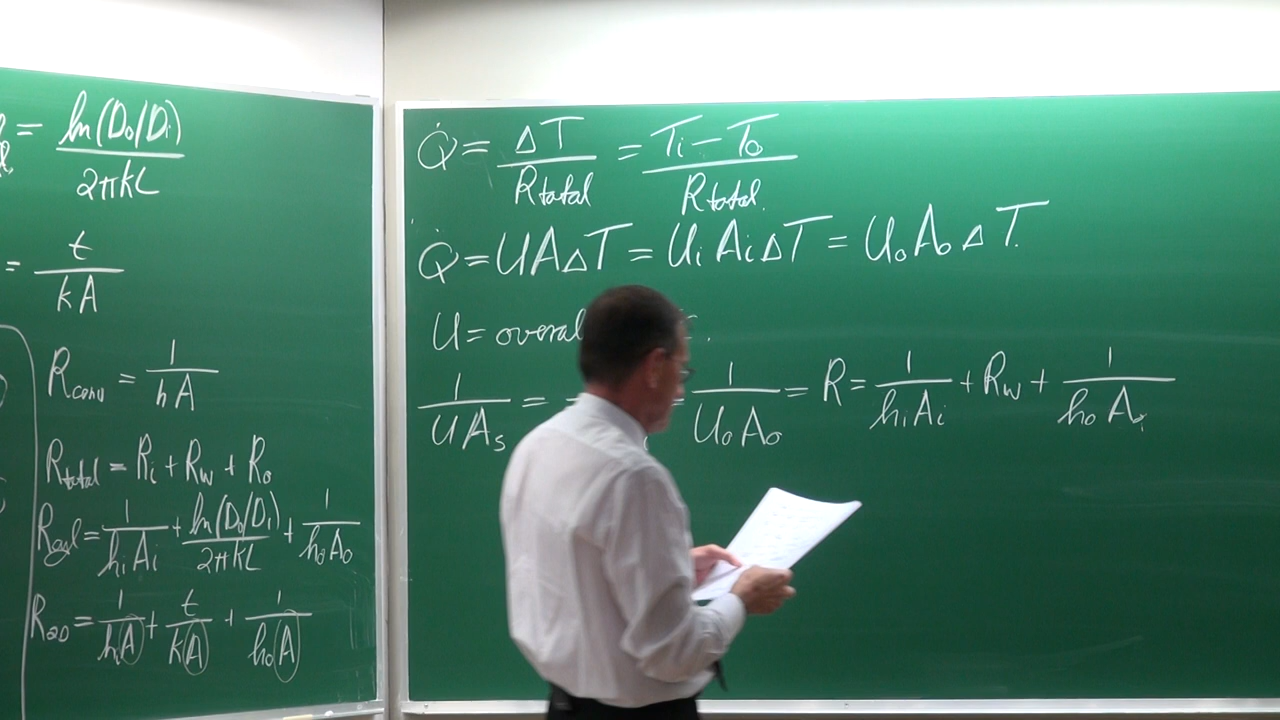 = ln(Do/Di) / 2πkL
= t / kA
Rconv = 1 / hA
Rtotal = Ri + Rw + Ro
Rcyl = 1 / hiAi + ln(Do/Di) / 2πkL + 1 / hoAo
R2D = 1 / hiA + t / kA + 1 / hoA
Q̇ = ΔT / Rtotal = Ti − To / Rtotal.
Q̇ = UAΔT = UiAiΔT = UoAoΔT.
U = overal
1 / UAs = = 1 / UoAo = R = 1 / hiAi + Rw + 1 / hoAi